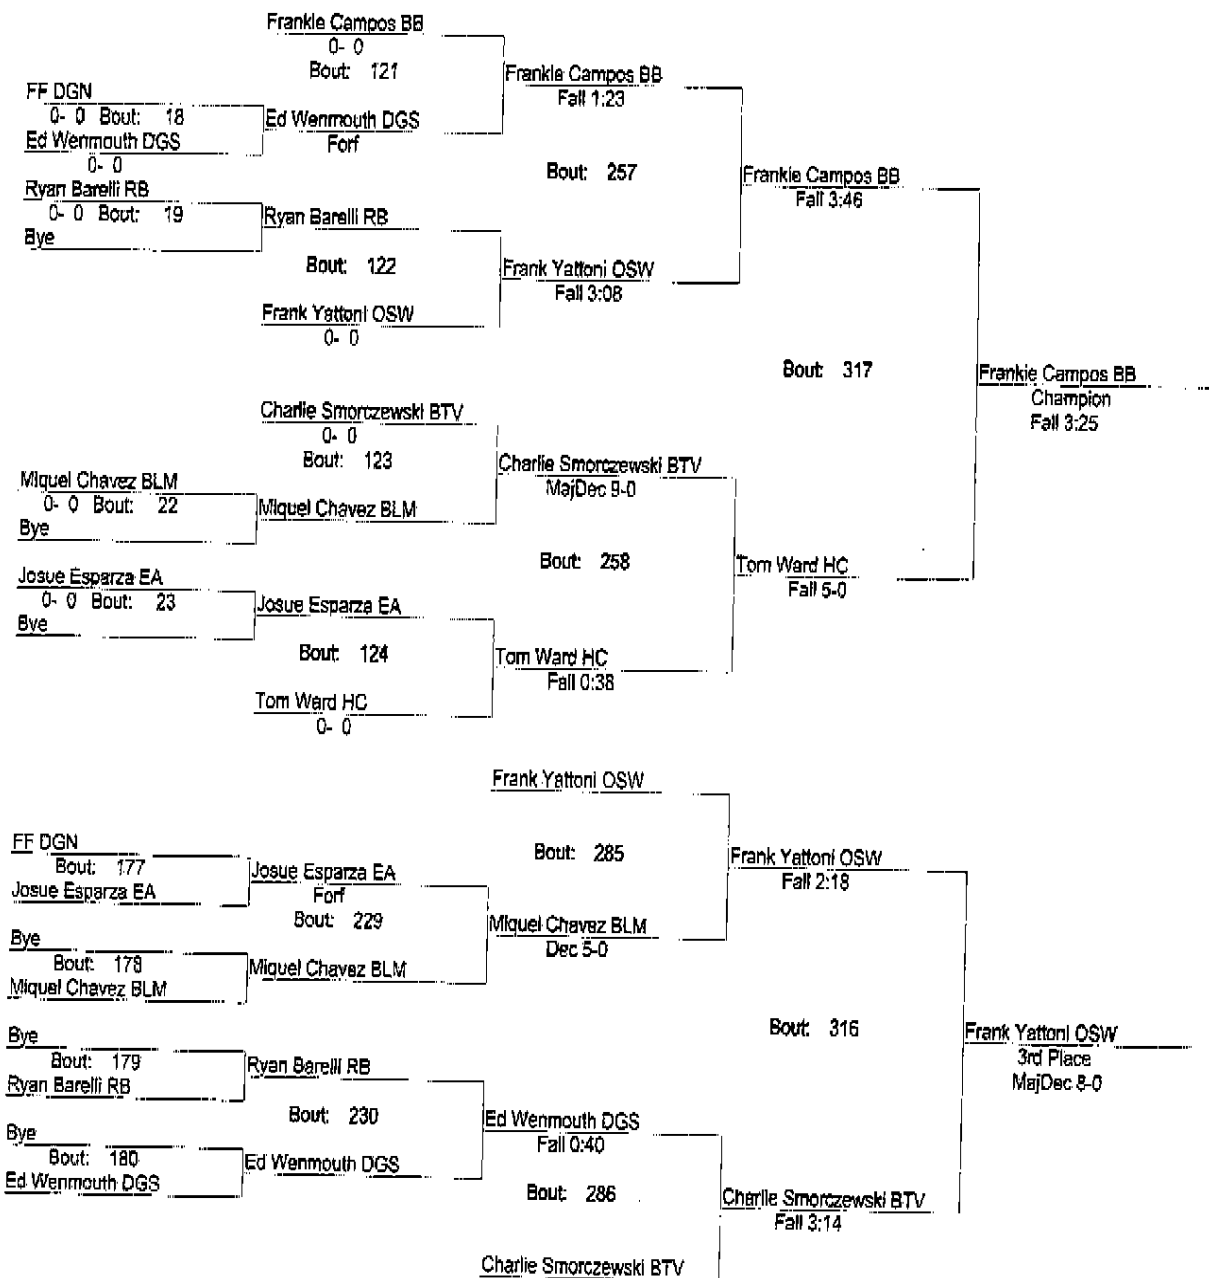 Frankie Campos BB
0- 0
Bout: 121
Frankie Campos BB
Fall 1:23
FF DGN
0- 0 Bout: 18
Ed Wenmouth DGS
Forf
Ed Wenmouth DGS
0- 0
Bout: 257
Frankie Campos BB
Fall 3:46
Ryan Barelli RB
0- 0 Bout: 19
Ryan Barelli RB
Bye
Bout: 122
Frank Yattoni OSW
Fall 3:08
Frank Yattoni OSW
0- 0
Bout: 317
Frankie Campos BB
Champion
Fall 3:25
Charlie Smorczewski BTV
0- 0
Bout: 123
Charlie Smorczewski BTV
MajDec 9-0
Miquel Chavez BLM
0- 0 Bout: 22
Miquel Chavez BLM
Bye
Bout: 258
Tom Ward HC
Fall 5-0
Josue Esparza EA
0- 0 Bout: 23
Josue Esparza EA
Bye
Bout: 124
Tom Ward HC
Fall 0:38
Tom Ward HC
0- 0
Frank Yattoni OSW
FF DGN
Bout: 177
Josue Esparza EA
Josue Esparza EA
Forf
Bout: 229
Bout: 285
Frank Yattoni OSW
Fall 2:18
Miquel Chavez BLM
Dec 5-0
Bye
Bout: 178
Miquel Chavez BLM
Miquel Chavez BLM
Bout: 316
Frank Yattoni OSW
3rd Place
MajDec 8-0
Bye
Bout: 179
Ryan Barelli RB
Ryan Barelli RB
Bout: 230
Ed Wenmouth DGS
Fall 0:40
Bye
Bout: 180
Ed Wenmouth DGS
Ed Wenmouth DGS
Bout: 286
Charlie Smorczewski BTV
Fall 3:14
Charlie Smorczewski BTV